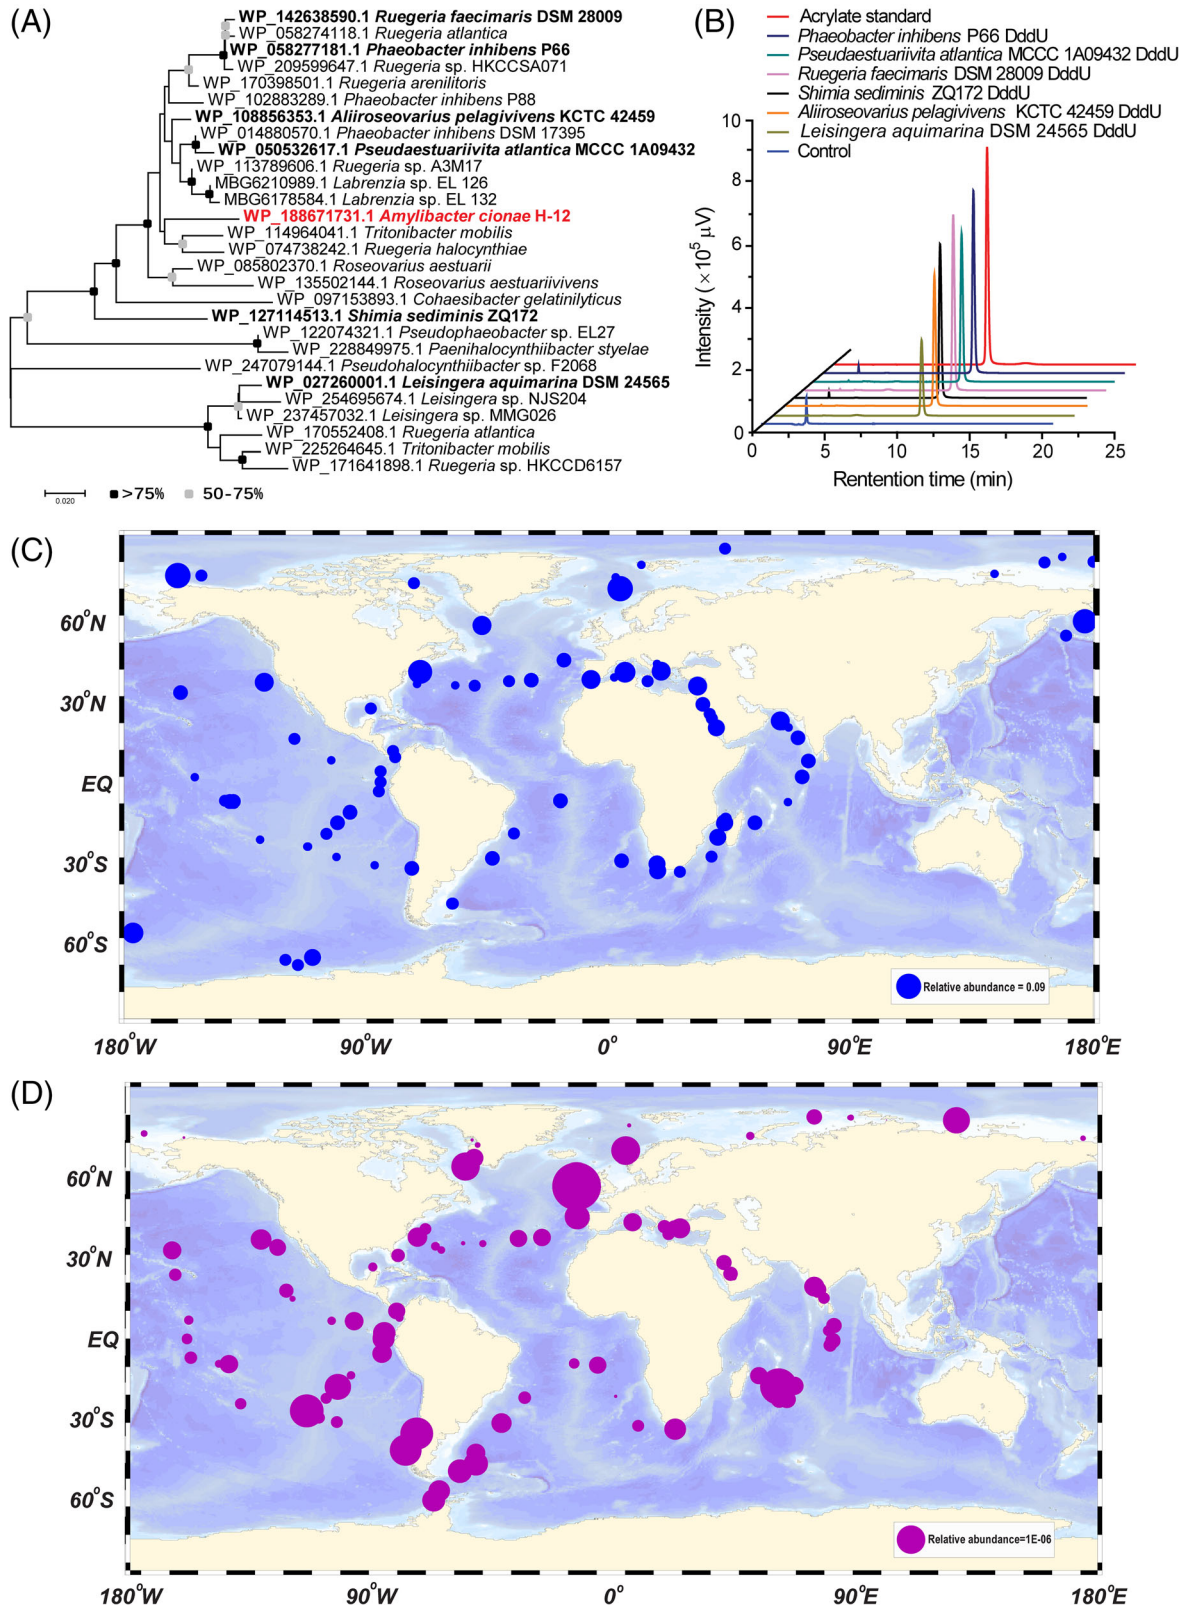 (A)
WP_142638590.1 Ruegeria faecimaris DSM 28009
WP_058274118.1 Ruegeria atlantica
WP_058277181.1 Phaeobacter inhibens P66
WP_209599647.1 Ruegeria sp. HKCCSA071
WP_170398501.1 Ruegeria arenilitoris
WP_102883289.1 Phaeobacter inhibens P88
WP_108856353.1 Aliiroseovarius pelagivivens KCTC 42459
WP_014880570.1 Phaeobacter inhibens DSM 17395
WP_050532617.1 Pseudaestuariivita atlantica MCCC 1A09432
WP_113789606.1 Ruegeria sp. A3M17
MBG6210989.1 Labrenzia sp. EL 126
MBG6178584.1 Labrenzia sp. EL 132
WP_188671731.1 Amylibacter cionae H-12
WP_114964041.1 Tritonibacter mobilis
WP_074738242.1 Ruegeria halocynthiae
WP_085802370.1 Roseovarius aestuarii
WP_135502144.1 Roseovarius aestuariivivens
WP_097153893.1 Cohaesibacter gelatinilyticus
WP_127114513.1 Shimia sediminis ZQ172
WP_122074321.1 Pseudophaeobacter sp. EL27
WP_228849975.1 Paenihalocynthiibacter styelae
WP_247079144.1 Pseudohalocynthiibacter sp. F2068
WP_027260001.1 Leisingera aquimarina DSM 24565
WP_254695674.1 Leisingera sp. NJS204
WP_237457032.1 Leisingera sp. MMG026
WP_170552408.1 Ruegeria atlantica
WP_225264645.1 Tritonibacter mobilis
WP_171641898.1 Ruegeria sp. HKCCD6157
0.020
>75%
50-75%
(B)
Acrylate standard
Phaeobacter inhibens P66 DddU
Pseudaestuariivita atlantica MCCC 1A09432 DddU
Ruegeria faecimaris DSM 28009 DddU
Shimia sediminis ZQ172 DddU
Aliiroseovarius pelagivivens KCTC 42459 DddU
Leisingera aquimarina DSM 24565 DddU
Control
10
8
6
4
2
0
Intensity (×10⁵ μV)
0 5 10 15 20 25
Rentention time (min)
(C)
60°N
30°N
EQ
30°S
60°S
Relative abundance = 0.09
180°W 90°W 0° 90°E 180°E
(D)
60°N
30°N
EQ
30°S
60°S
Relative abundance=1E-06
180°W 90°W 0° 90°E 180°E